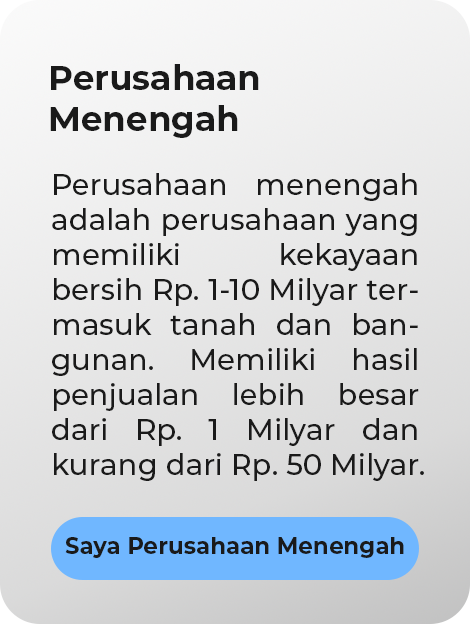 Perusahaan
Menengah
Perusahaan menengah
adalah perusahaan yang
memiliki kekayaan
bersih Rp. 1-10 Milyar ter-
masuk tanah dan ban-
gunan. Memiliki hasil
penjualan lebih besar
dari Rp. 1 Milyar dan
kurang dari Rp. 50 Milyar.
Saya Perusahaan Menengah